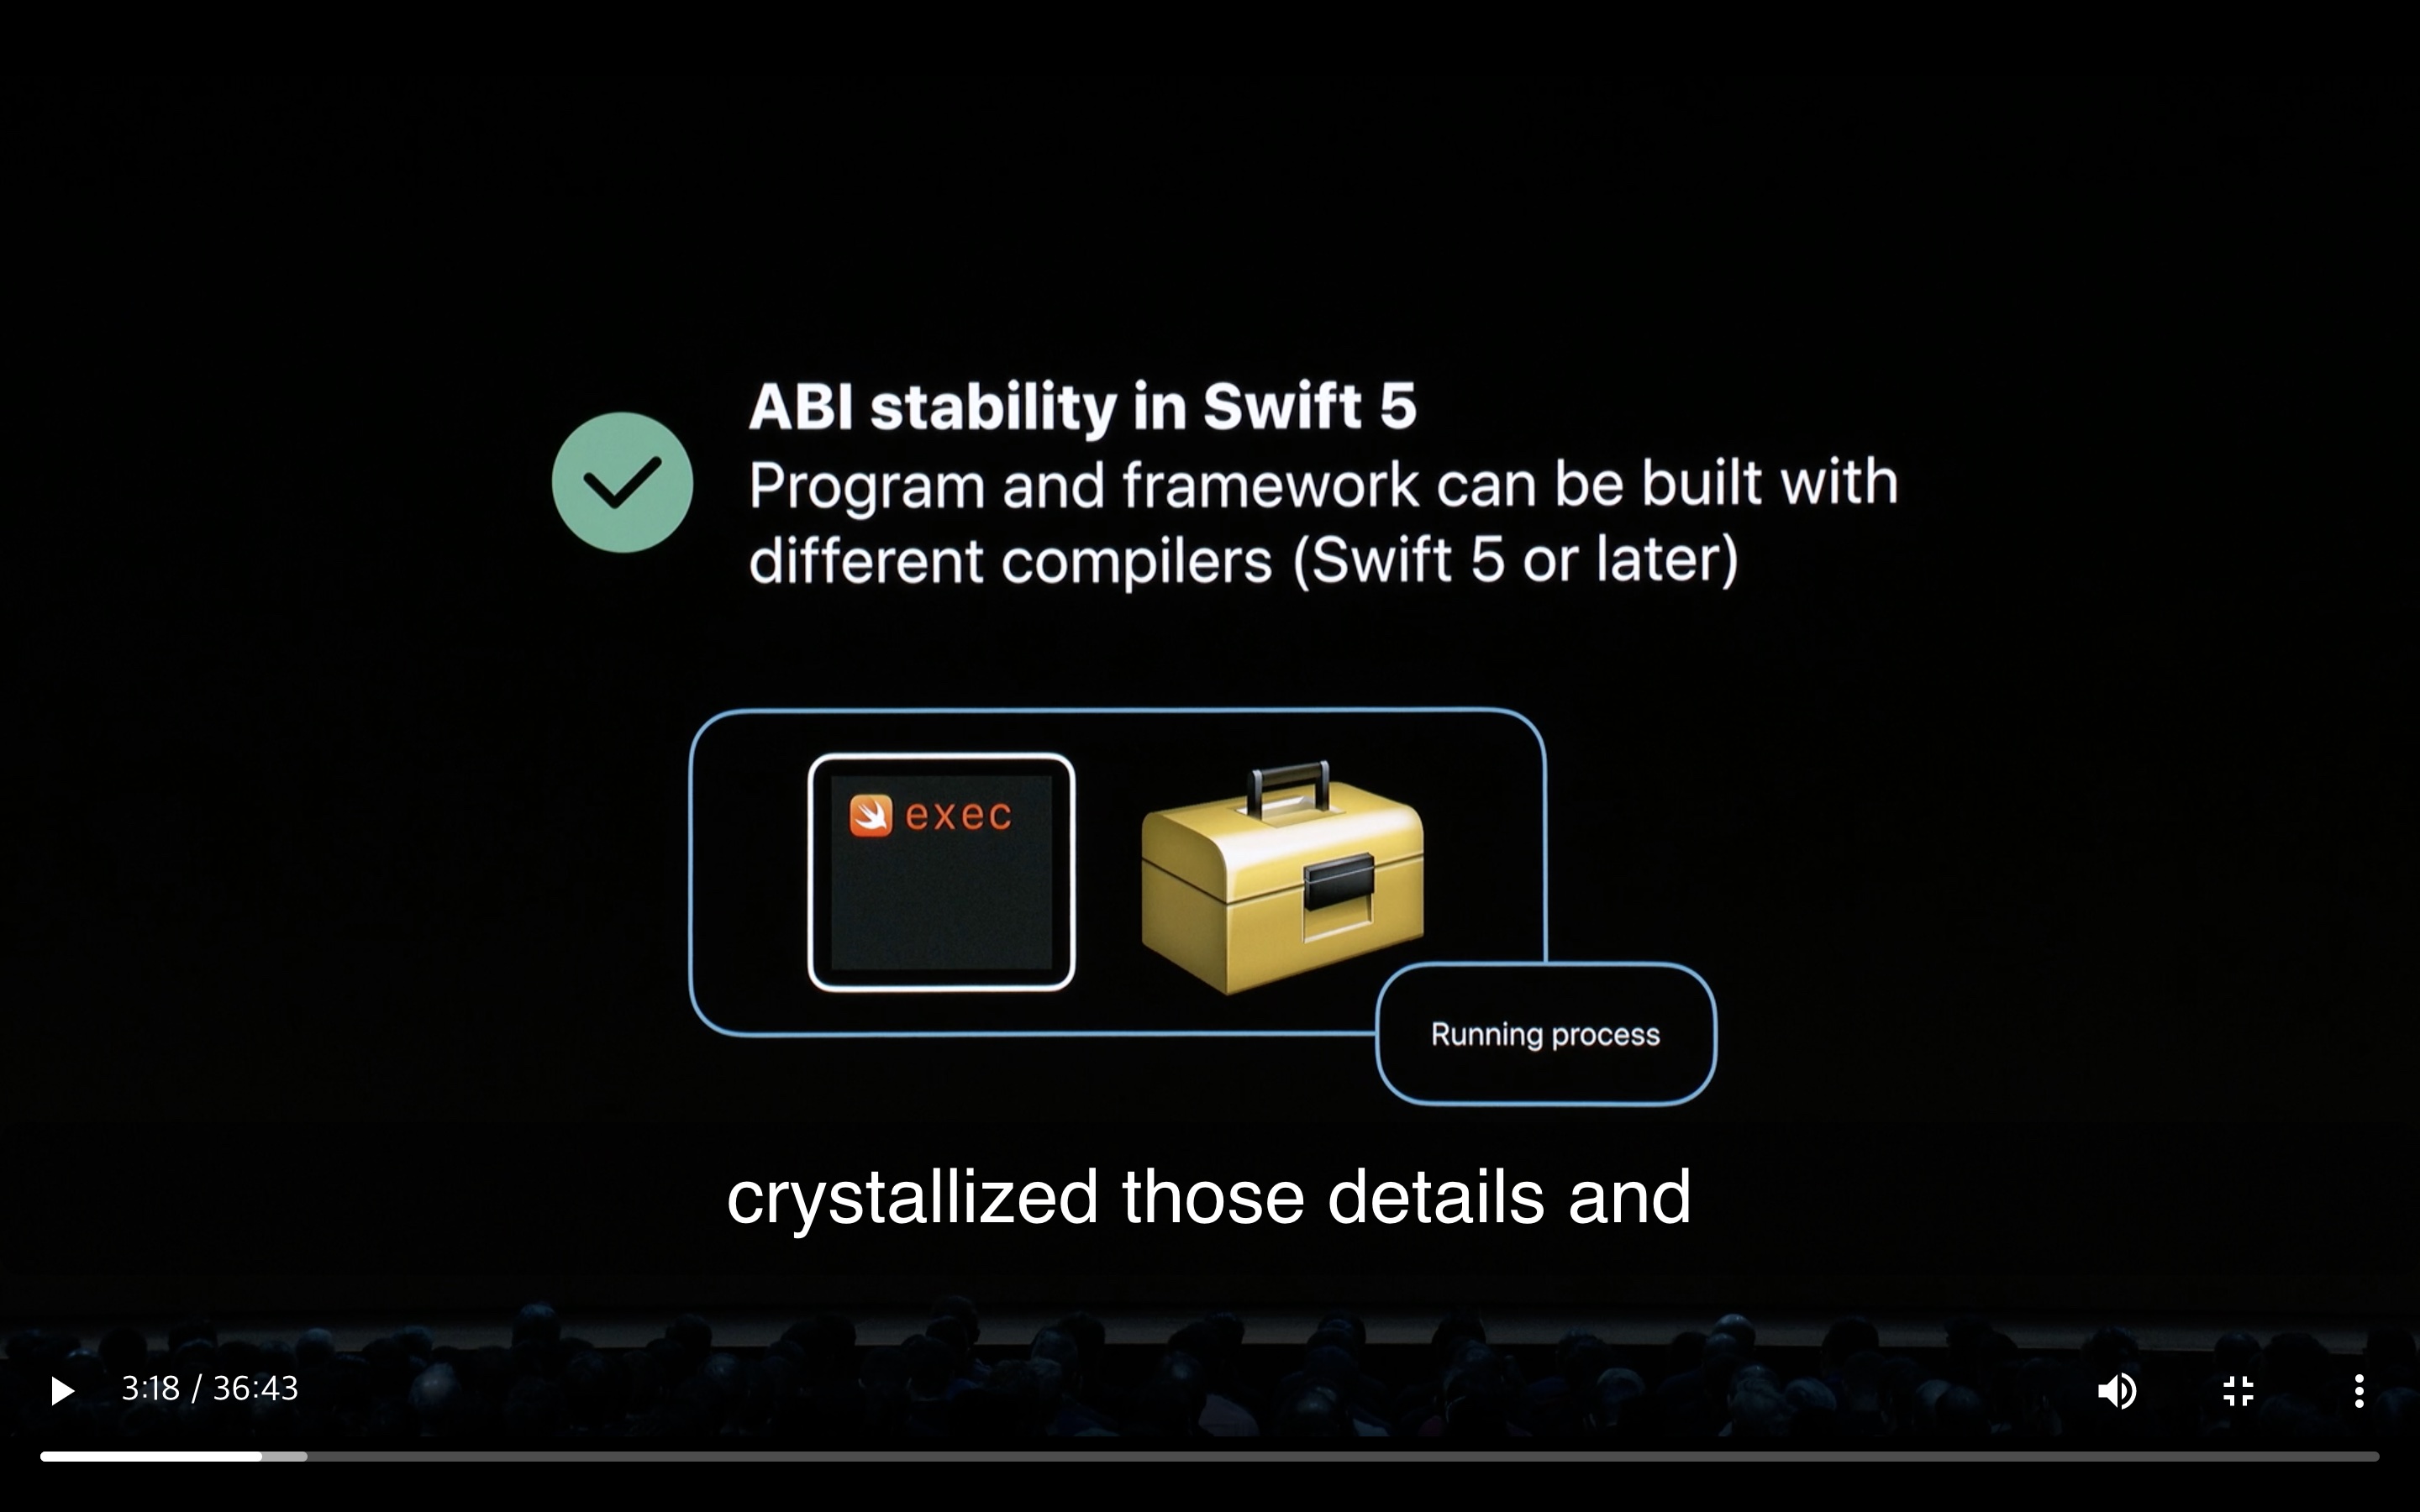 ABI stability in Swift 5
Program and framework can be built with
different compilers (Swift 5 or later)
exec
Running process
crystallized those details and
3:18 / 36:43